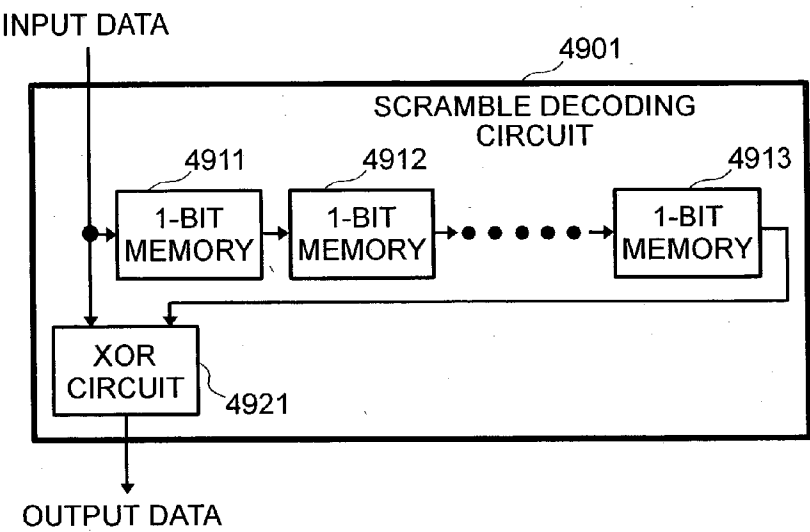 INPUT DATA
4901
SCRAMBLE DECODING
CIRCUIT
4911
4912
4913
1-BIT
MEMORY
1-BIT
MEMORY
1-BIT
MEMORY
XOR
CIRCUIT
4921
OUTPUT DATA